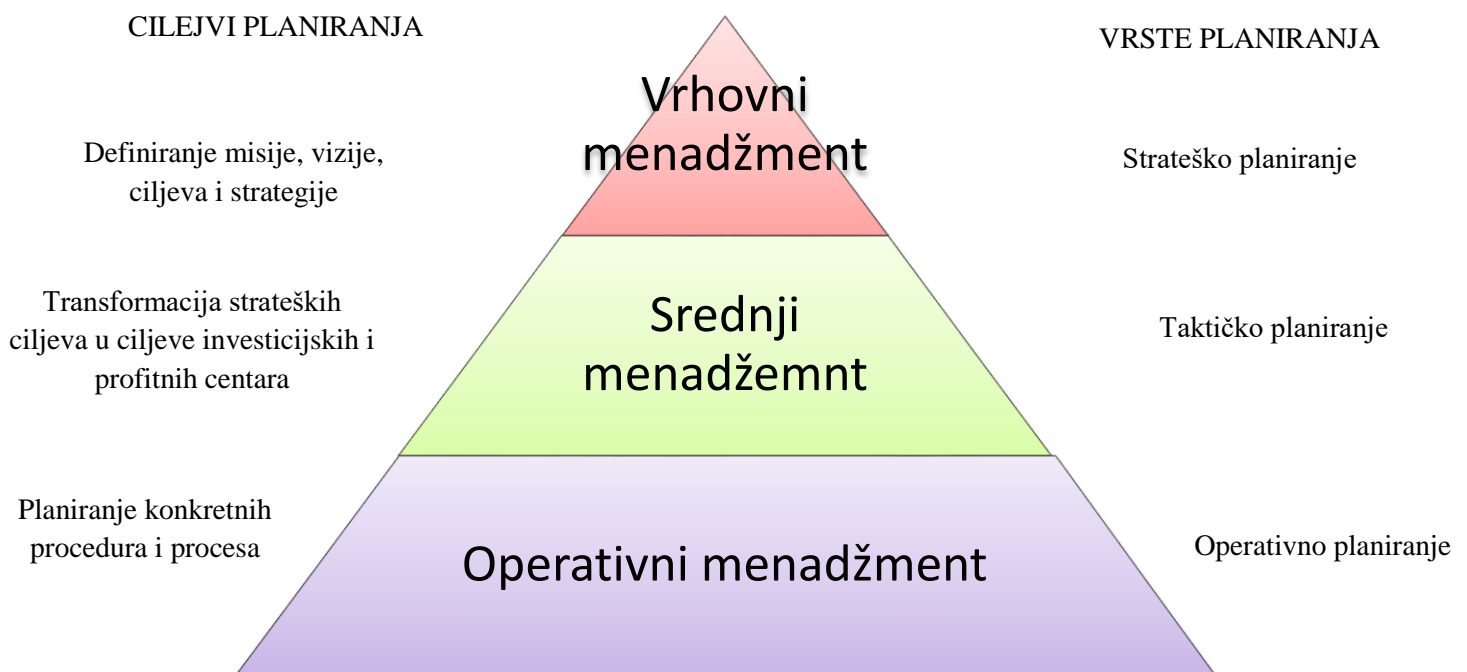 CILEJVI PLANIRANJA
VRSTE PLANIRANJA
Vrhovni
menadžment
Definiranje misije, vizije,
ciljeva i strategije
Strateško planiranje
Srednji
menadžemnt
Transformacija strateških
ciljeva u ciljeve investicijskih i
profitnih centara
Taktičko planiranje
Planiranje konkretnih
procedura i procesa
Operativni menadžment
Operativno planiranje